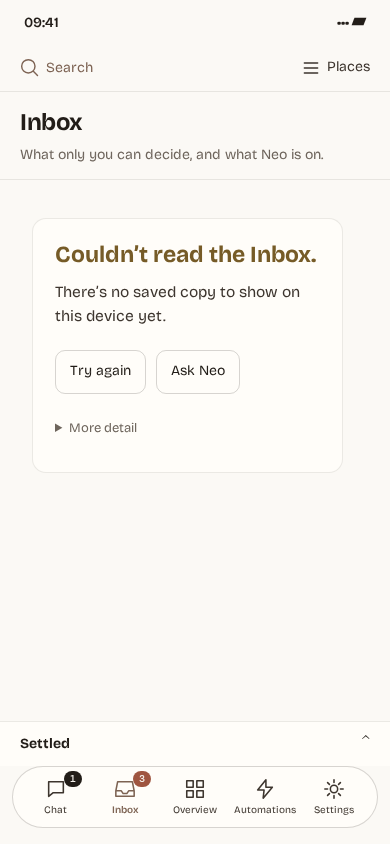 09:41
Search
Places
Inbox
What only you can decide, and what Neo is on.
Couldn't read the Inbox.
There's no saved copy to show on
this device yet.
Try again
Ask Neo
More detail
Settled
1
3
Chat
Inbox
Overview
Automations
Settings